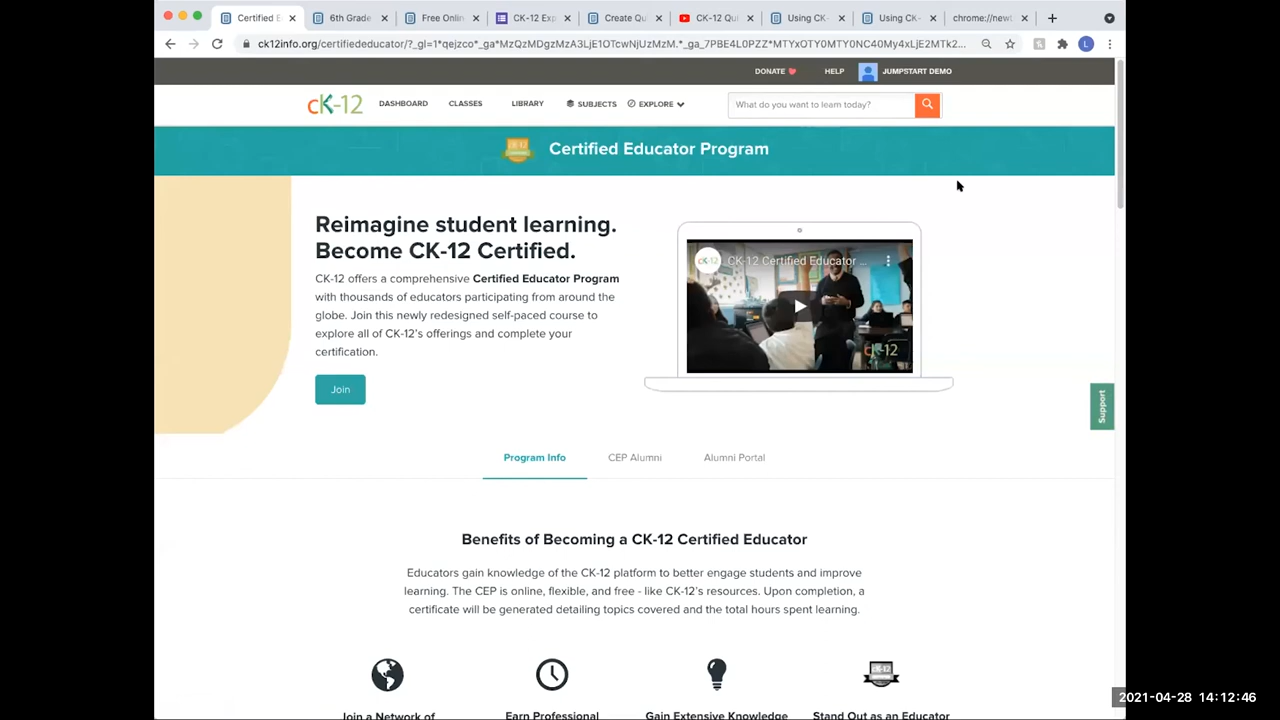 Certified E
6th Grade
Free Onlin
CK-12 Exp
Create Qu
CK-12 Qu
Using CK-
Using CK-
chrome://newt
ck12info.org/certifiededucator/?_gl=1*qejzco*_ga*MzQzMDgzMzA3LjE1OTcwNjUzMzM.*_ga_7PBE4L0PZZ*MTYxOTY0MTY0NC40My4xLjE2MTk2...
L
DONATE
HELP
JUMPSTART DEMO
cK-12
DASHBOARD
CLASSES
LIBRARY
SUBJECTS
EXPLORE
What do you want to learn today?
Certified Educator Program
Reimagine student learning.
Become CK-12 Certified.
CK-12 offers a comprehensive Certified Educator Program
with thousands of educators participating from around the
globe. Join this newly redesigned self-paced course to
explore all of CK-12's offerings and complete your
certification.
Join
CK-12 Certified Educator ...
cK-12
Support
Program Info
CEP Alumni
Alumni Portal
Benefits of Becoming a CK-12 Certified Educator
Educators gain knowledge of the CK-12 platform to better engage students and improve
learning. The CEP is online, flexible, and free - like CK-12's resources. Upon completion, a
certificate will be generated detailing topics covered and the total hours spent learning.
Join a Network of
Earn Professional
Gain Extensive Knowledge
Stand Out as an Educator
2021-04-28 14:12:46